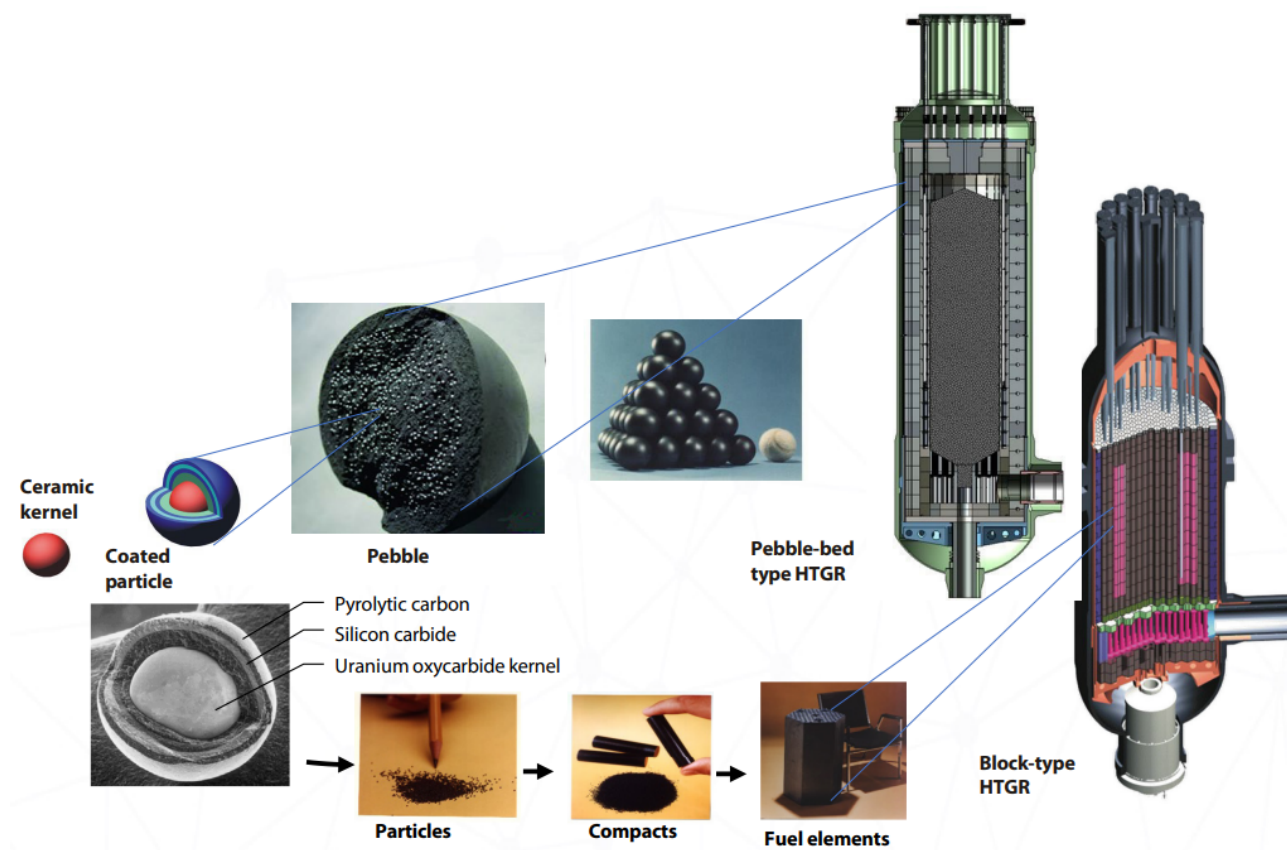 Ceramic
kernel
Coated
particle
Pebble
Pebble-bed
type HTGR
Pyrolytic carbon
Silicon carbide
Uranium oxycarbide kernel
Particles
Compacts
Fuel elements
Block-type
HTGR